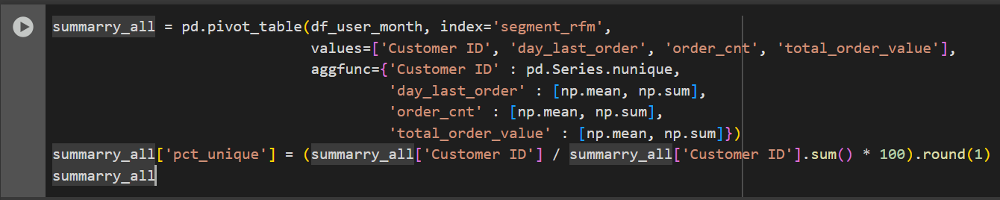 summarry_all = pd.pivot_table(df_user_month, index='segment_rfm',
values=['Customer ID', 'day_last_order', 'order_cnt', 'total_order_value'],
aggfunc={'Customer ID' : pd.Series.nunique,
'day_last_order' : [np.mean, np.sum],
'order_cnt' : [np.mean, np.sum],
'total_order_value' : [np.mean, np.sum]})
summarry_all['pct_unique'] = (summarry_all['Customer ID'] / summarry_all['Customer ID'].sum() * 100).round(1)
summarry_all